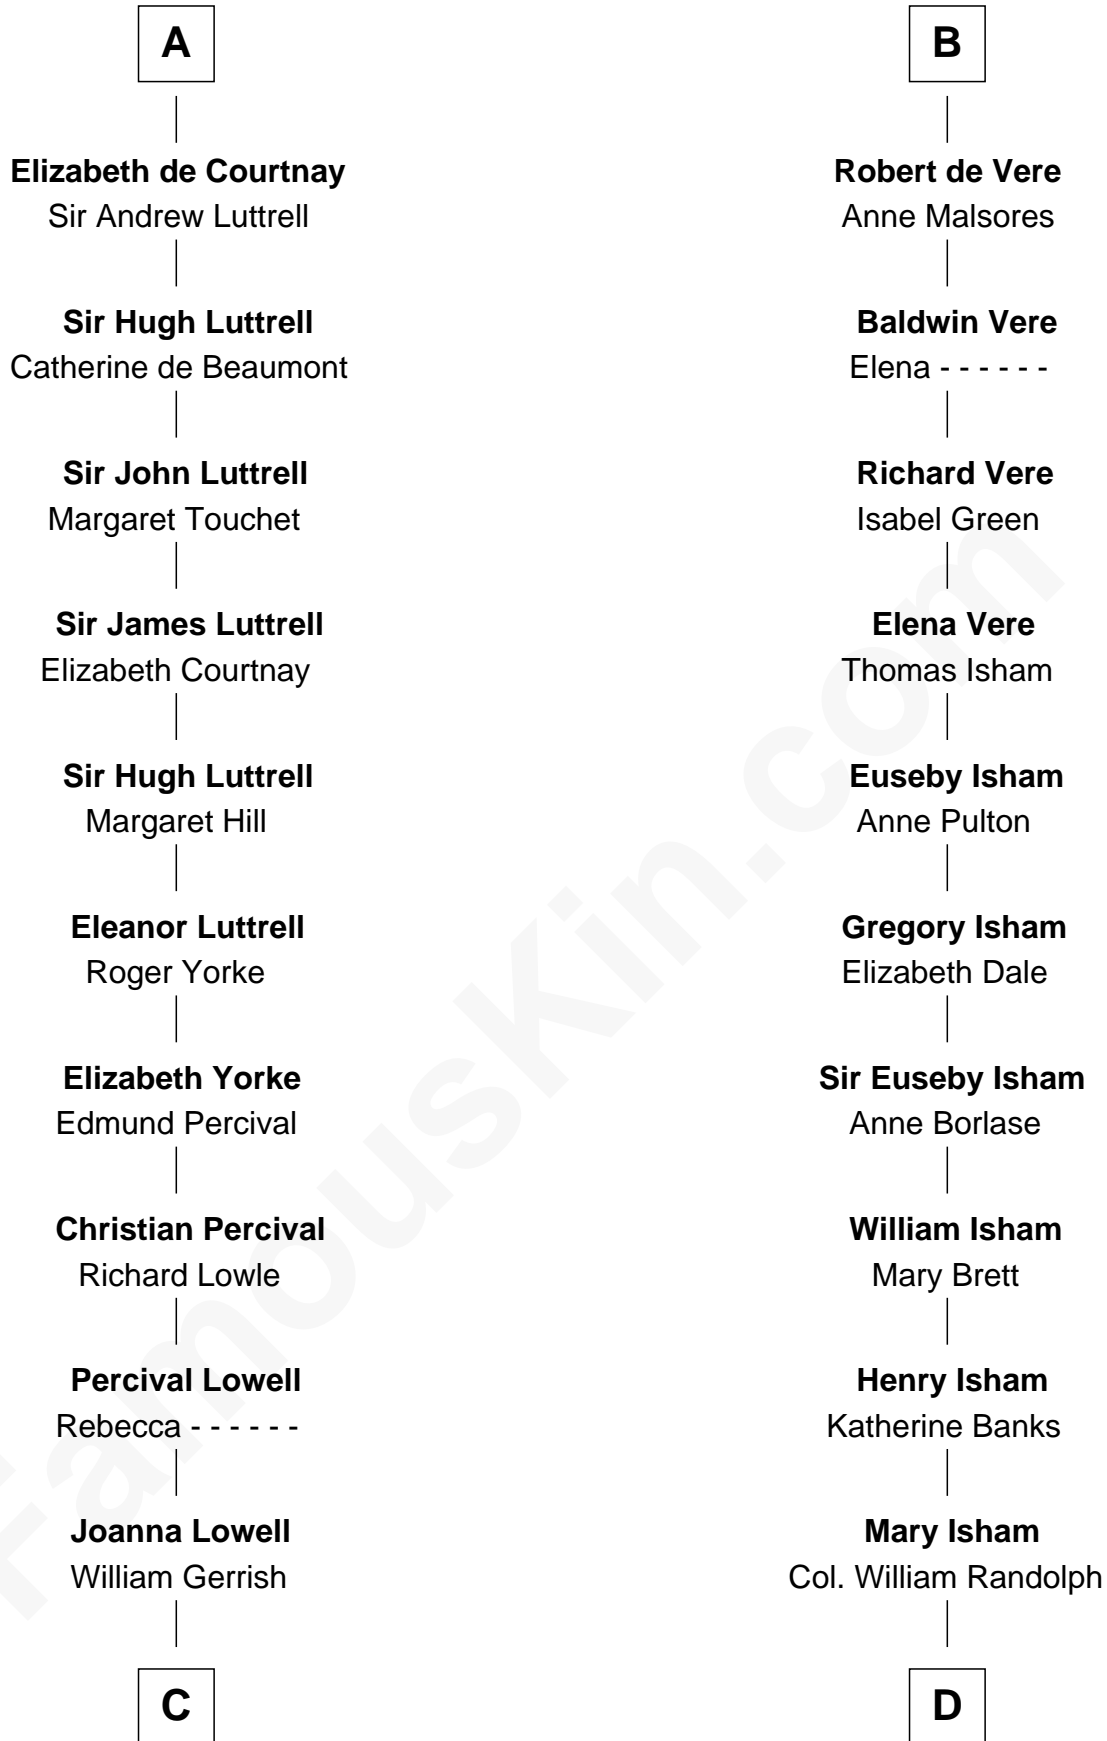 A
Elizabeth de Courtnay
Sir Andrew Luttrell
Sir Hugh Luttrell
Catherine de Beaumont
Sir John Luttrell
Margaret Touchet
Sir James Luttrell
Elizabeth Courtnay
Sir Hugh Luttrell
Margaret Hill
Eleanor Luttrell
Roger Yorke
Elizabeth Yorke
Edmund Percival
Christian Percival
Richard Lowle
Percival Lowell
Rebecca - - - - - -
Joanna Lowell
William Gerrish
C
B
Robert de Vere
Anne Malsores
Baldwin Vere
Elena - - - - - -
Richard Vere
Isabel Green
Elena Vere
Thomas Isham
Euseby Isham
Anne Pulton
Gregory Isham
Elizabeth Dale
Sir Euseby Isham
Anne Borlase
William Isham
Mary Brett
Henry Isham
Katherine Banks
Mary Isham
Col. William Randolph
D
FamousKin.com